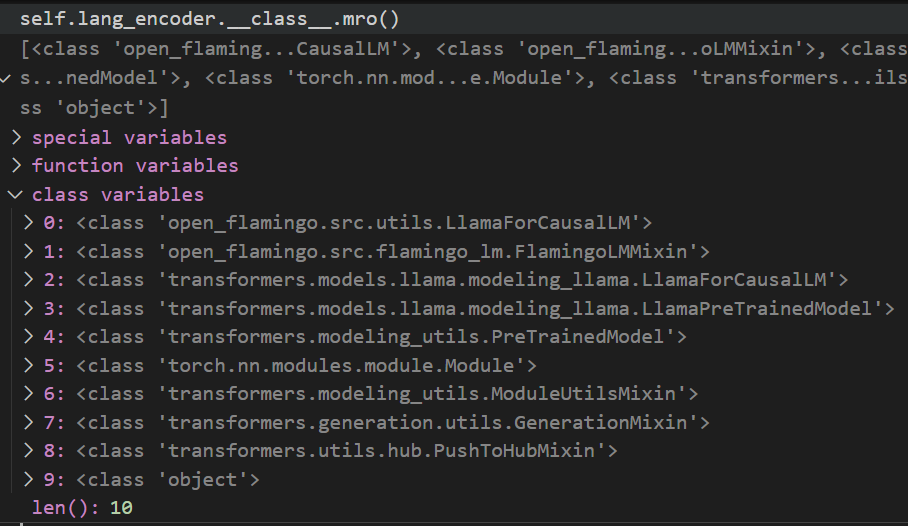 self.lang_encoder.__class__.mro()
[<class 'open_flaming...CausalLM'>, <class 'open_flaming...oLMMixin'>, <class
s...nedModel'>, <class 'torch.nn.mod...e.Module'>, <class 'transformers...ils
ss 'object'>]
special variables
function variables
class variables
0: <class 'open_flamingo.src.utils.LlamaForCausalLM'>
1: <class 'open_flamingo.src.flamingo_lm.FlamingoLMMixin'>
2: <class 'transformers.models.llama.modeling_llama.LlamaForCausalLM'>
3: <class 'transformers.models.llama.modeling_llama.LlamaPreTrainedModel'>
4: <class 'transformers.modeling_utils.PreTrainedModel'>
5: <class 'torch.nn.modules.module.Module'>
6: <class 'transformers.modeling_utils.ModuleUtilsMixin'>
7: <class 'transformers.generation.utils.GenerationMixin'>
8: <class 'transformers.utils.hub.PushToHubMixin'>
9: <class 'object'>
len(): 10